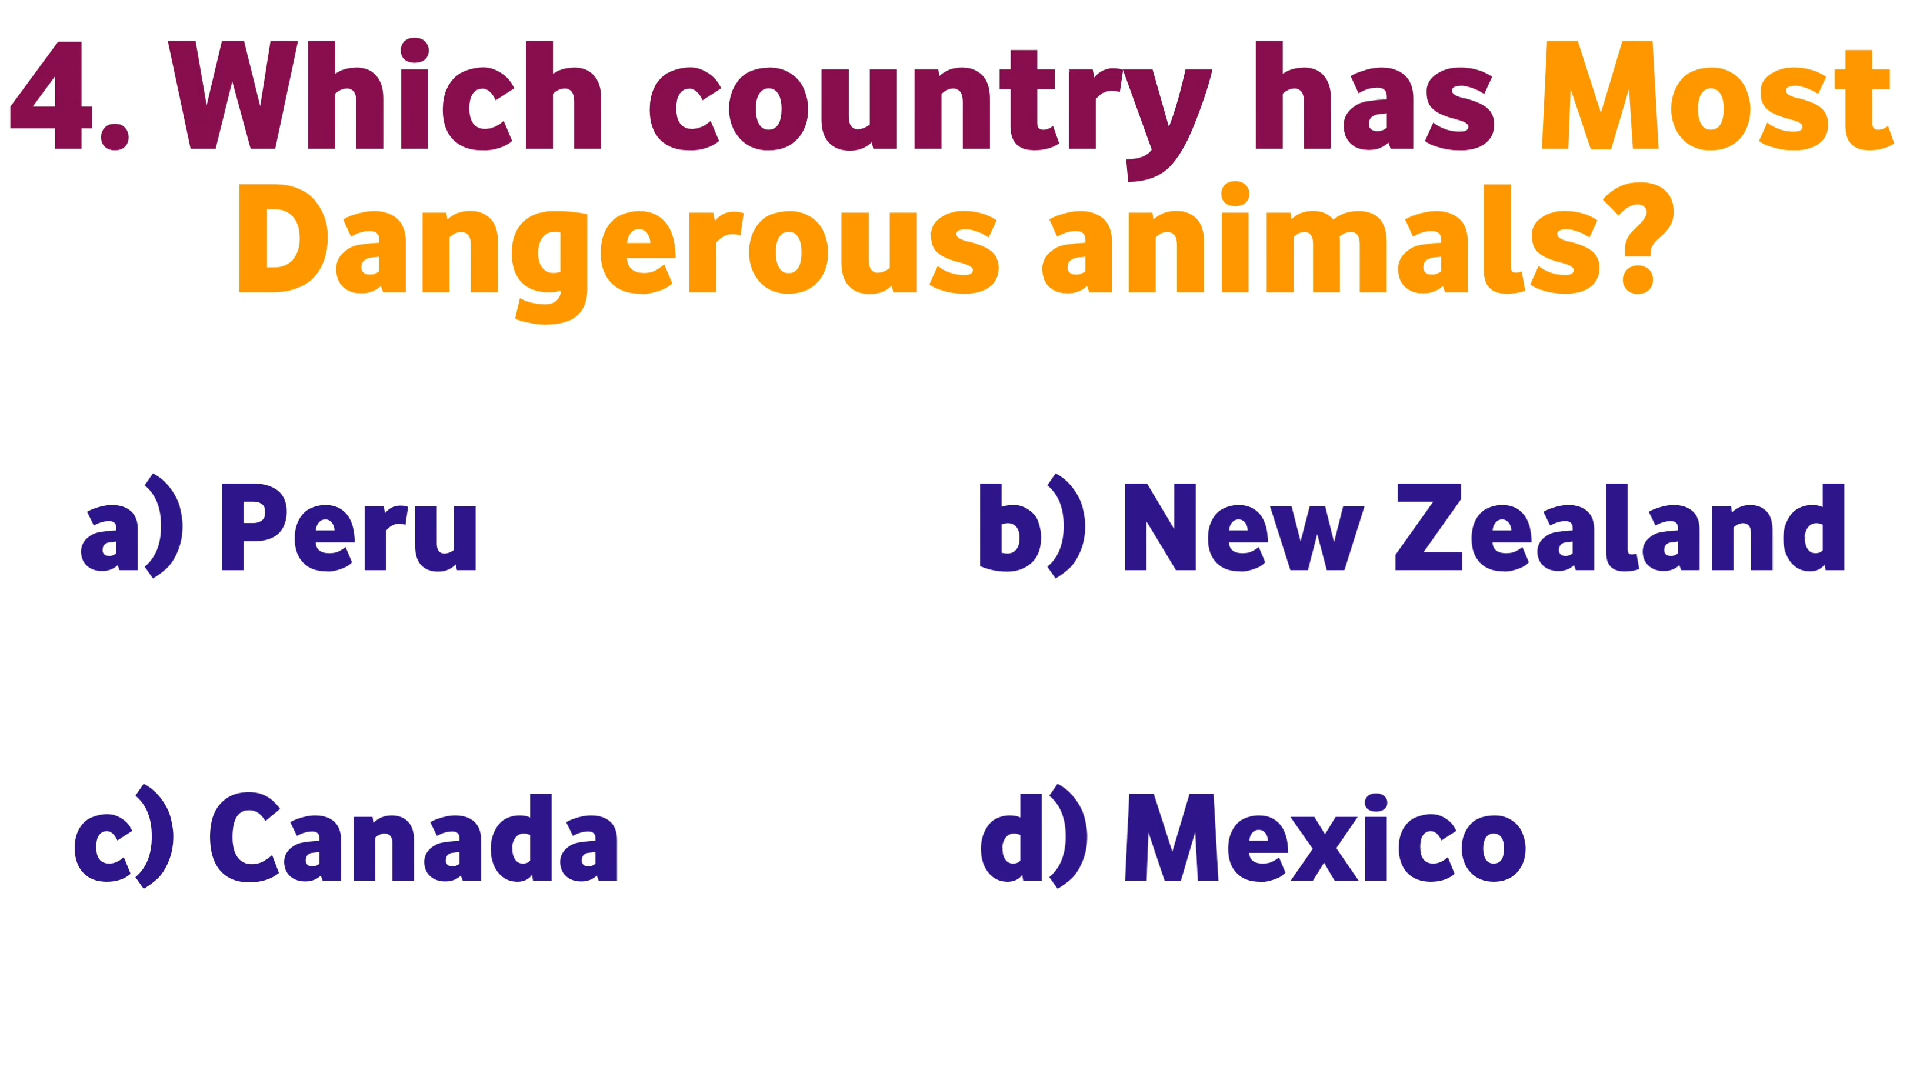 4. Which country has Most
Dangerous animals?
a) Peru
b) New Zealand
c) Canada
d) Mexico